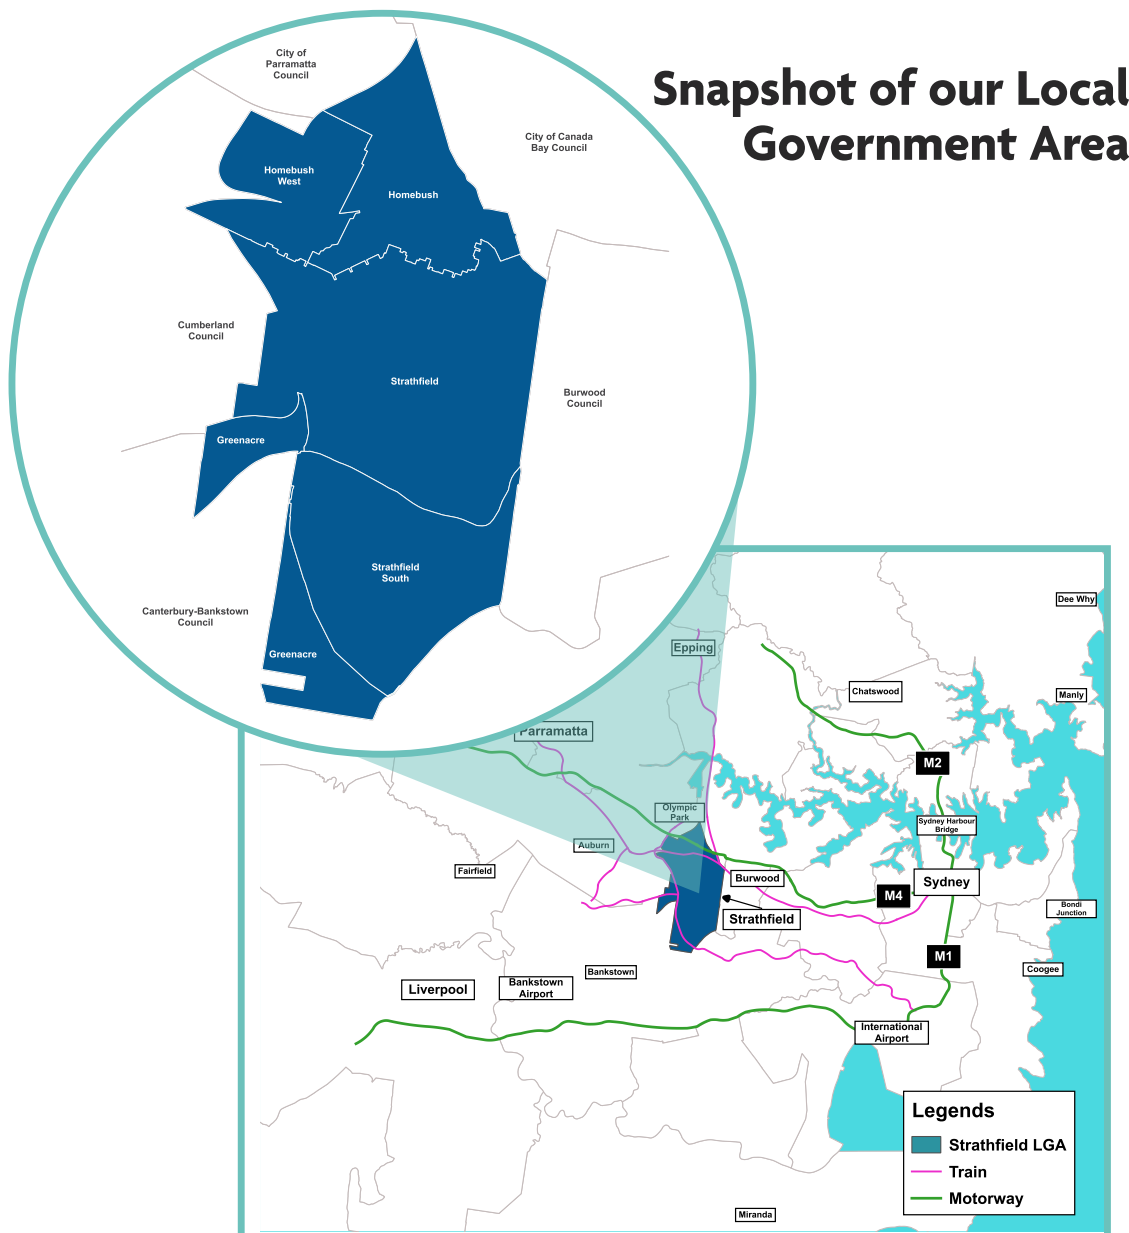 Snapshot of our Local
Government Area
City of
Parramatta
Council
City of Canada
Bay Council
Homebush
West
Homebush
Cumberland
Council
Strathfield
Burwood
Council
Greenacre
Strathfield
South
Canterbury-Bankstown
Council
Greenacre
Dee Why
Epping
Chatswood
Manly
Parramatta
M2
Olympic
Park
Sydney Harbour
Bridge
Auburn
Fairfield
Burwood
Sydney
M4
Strathfield
Bondi
Junction
M1
Bankstown
Coogee
Liverpool
Bankstown
Airport
International
Airport
Legends
Strathfield LGA
Train
Motorway
Miranda